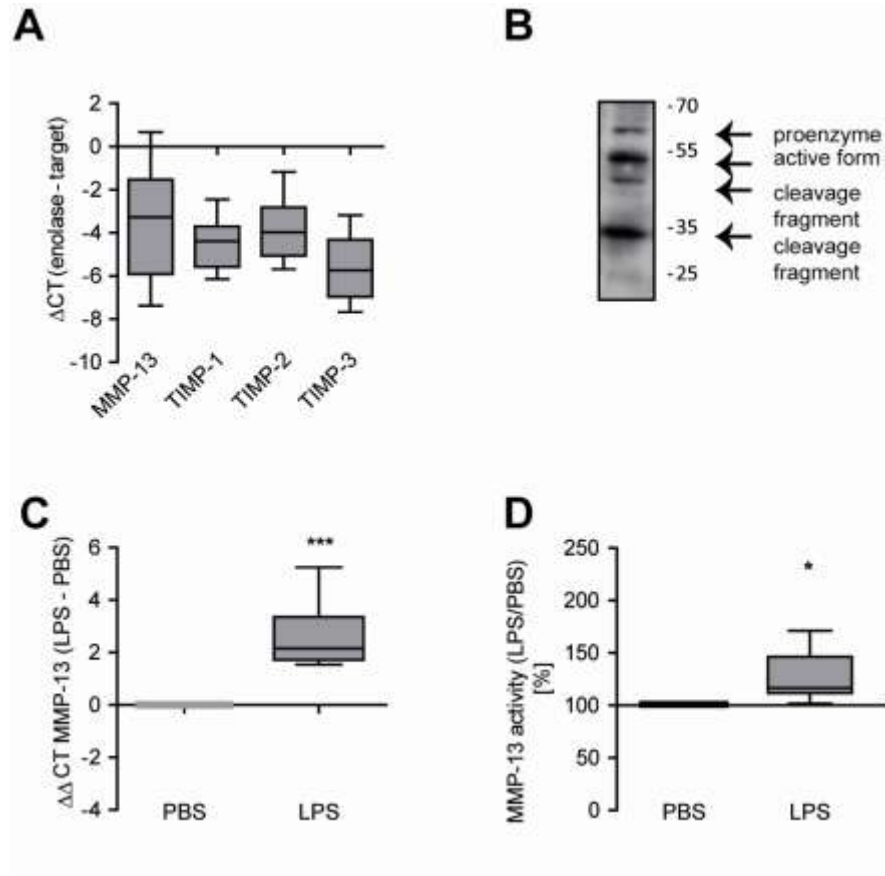 A
ΔCT (enolase - target)
2
0
-2
-4
-6
-8
-10
MMP-13
TIMP-1
TIMP-2
TIMP-3
B
-70
-55
-35
-25
proenzyme
active form
cleavage
fragment
cleavage
fragment
C
ΔΔ CT MMP-13 (LPS - PBS)
6
4
2
0
-2
-4
***
PBS
LPS
D
MMP-13 activity (LPS/PBS)
[%]
250
200
150
100
50
0
*
PBS
LPS